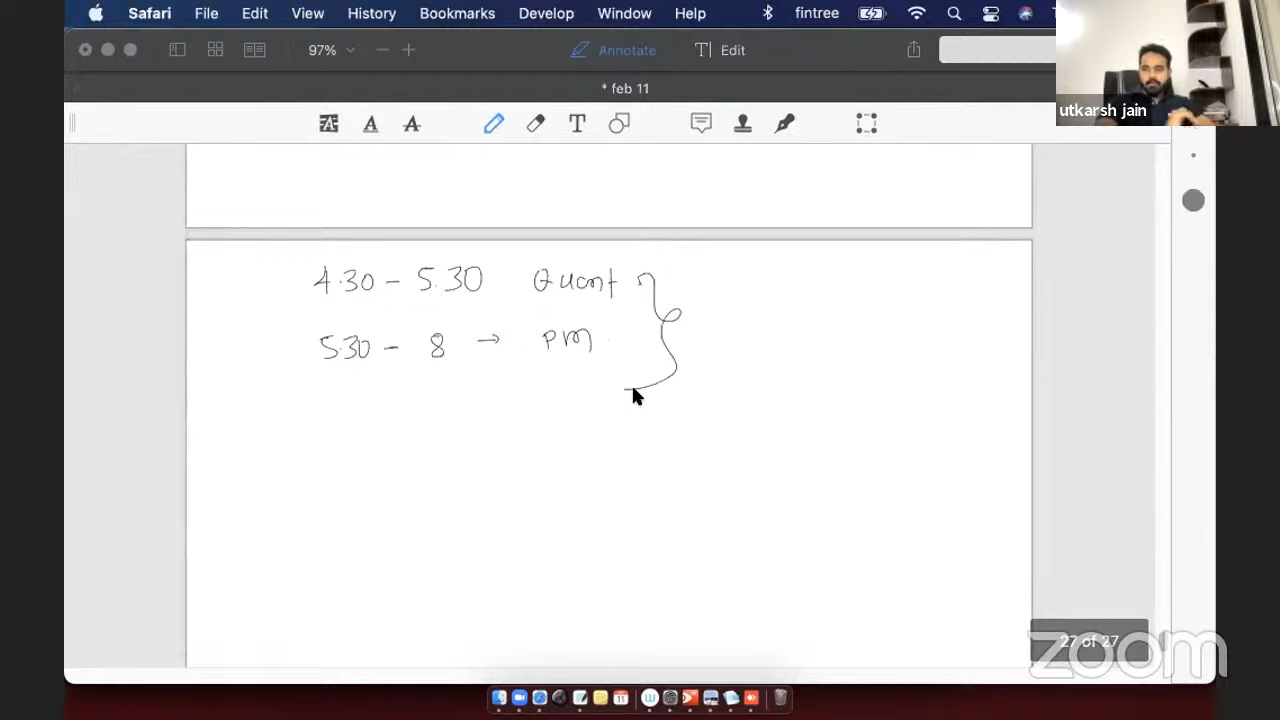 Safari File Edit View History Bookmarks Develop Window Help fintree
97% Annotate T Edit
* feb 11
utkarsh jain
4.30 - 5.30 Quant
5.30 - 8 → PM
27 of 27
zoom